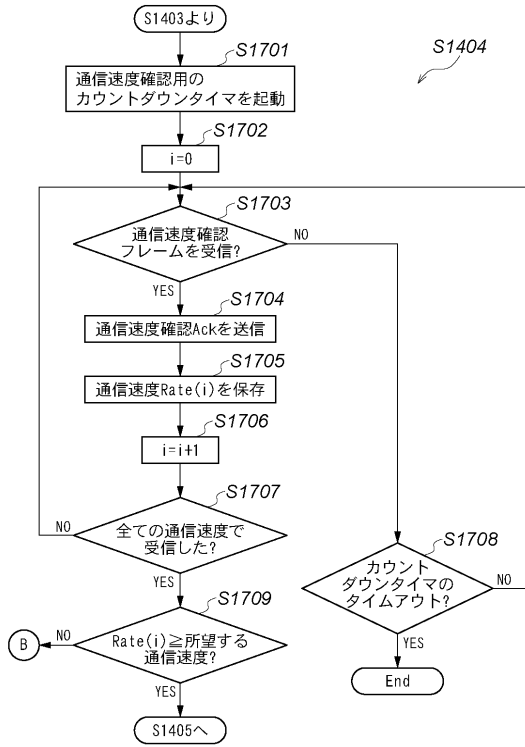 S1403より
S1404
S1701
通信速度確認用の
カウントダウンタイマを起動
S1702
i=0
S1703
通信速度確認
フレームを受信?
NO
YES
S1704
通信速度確認Ackを送信
S1705
通信速度Rate(i)を保存
S1706
i=i+1
S1707
全ての通信速度で
受信した?
NO
YES
S1708
カウント
ダウンタイマの
タイムアウト?
NO
YES
End
S1709
Rate(i)≧所望する
通信速度?
NO
B
YES
S1405へ